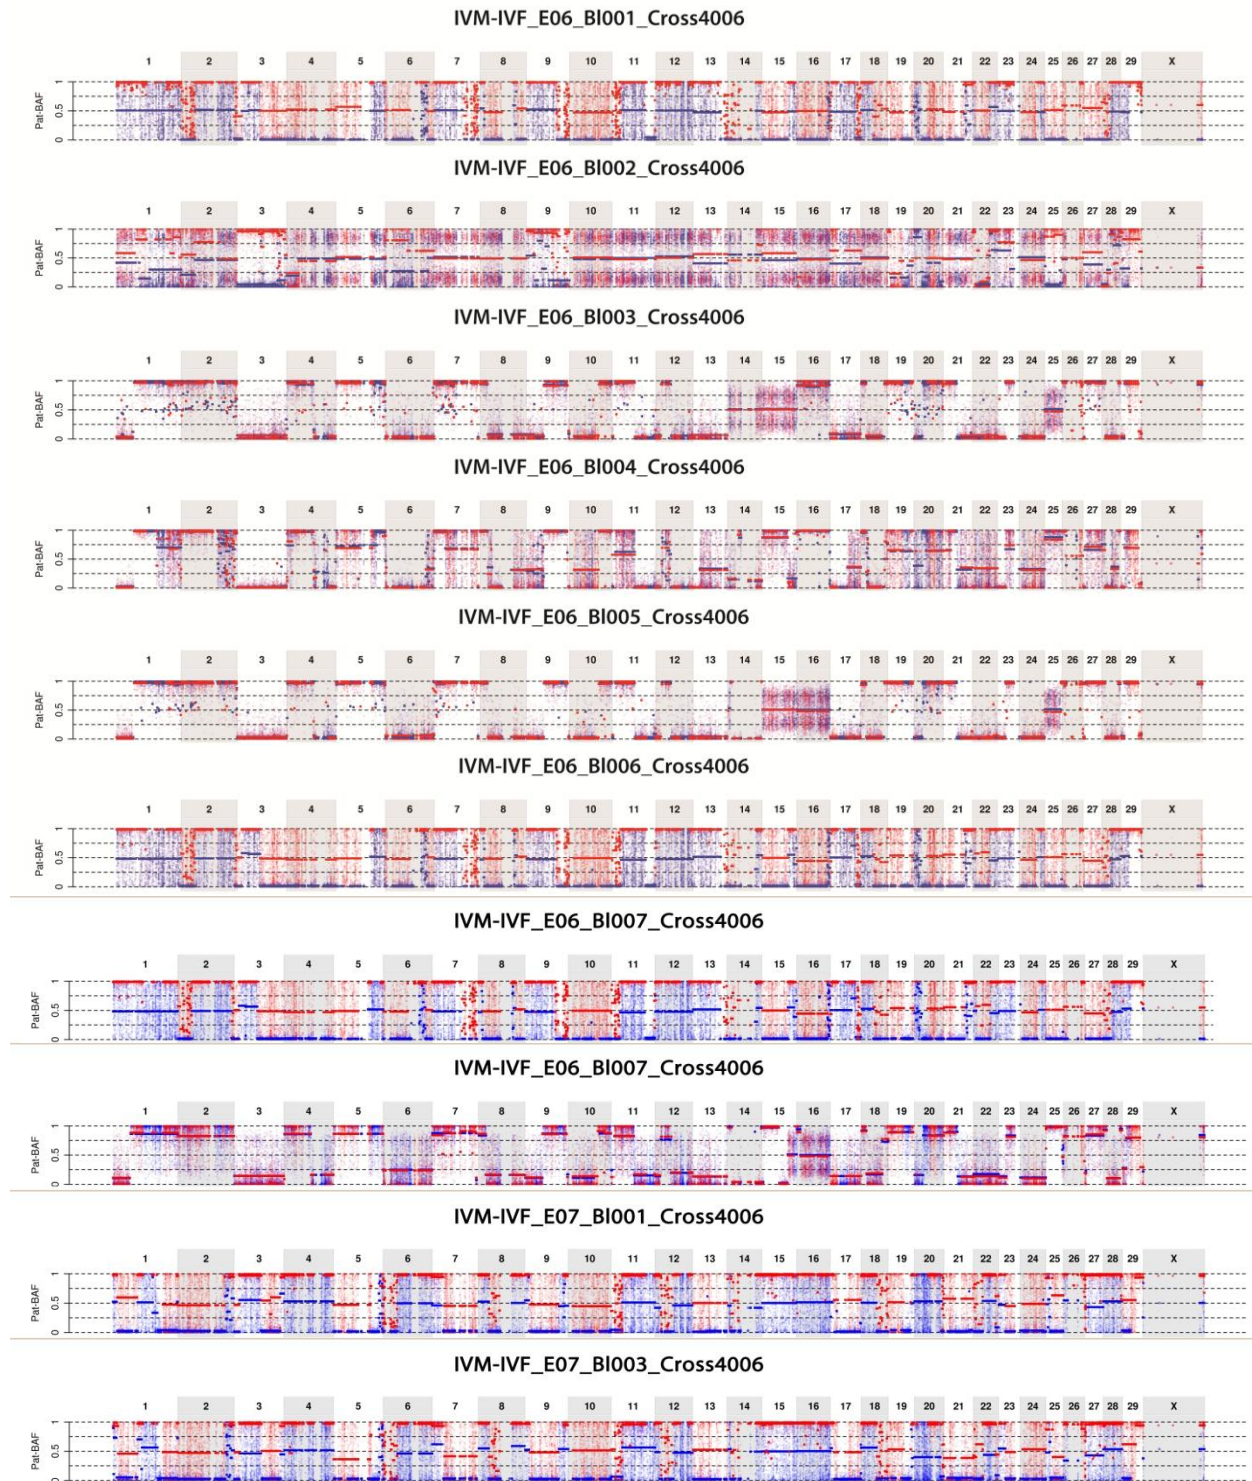 IVM-IVF_E06_Bl001_Cross4006
1 2 3 4 5 6 7 8 9 10 11 12 13 14 15 16 17 18 19 20 21 22 23 24 25 26 27 28 29 X
Pat-BAF
1
0.5
0
IVM-IVF_E06_Bl002_Cross4006
1 2 3 4 5 6 7 8 9 10 11 12 13 14 15 16 17 18 19 20 21 22 23 24 25 26 27 28 29 X
Pat-BAF
1
0.5
0
IVM-IVF_E06_Bl003_Cross4006
1 2 3 4 5 6 7 8 9 10 11 12 13 14 15 16 17 18 19 20 21 22 23 24 25 26 27 28 29 X
Pat-BAF
1
0.5
0
IVM-IVF_E06_Bl004_Cross4006
1 2 3 4 5 6 7 8 9 10 11 12 13 14 15 16 17 18 19 20 21 22 23 24 25 26 27 28 29 X
Pat-BAF
1
0.5
0
IVM-IVF_E06_Bl005_Cross4006
1 2 3 4 5 6 7 8 9 10 11 12 13 14 15 16 17 18 19 20 21 22 23 24 25 26 27 28 29 X
Pat-BAF
1
0.5
0
IVM-IVF_E06_Bl006_Cross4006
1 2 3 4 5 6 7 8 9 10 11 12 13 14 15 16 17 18 19 20 21 22 23 24 25 26 27 28 29 X
Pat-BAF
1
0.5
0
IVM-IVF_E06_Bl007_Cross4006
1 2 3 4 5 6 7 8 9 10 11 12 13 14 15 16 17 18 19 20 21 22 23 24 25 26 27 28 29 X
Pat-BAF
1
0.5
0
IVM-IVF_E06_Bl007_Cross4006
1 2 3 4 5 6 7 8 9 10 11 12 13 14 15 16 17 18 19 20 21 22 23 24 25 26 27 28 29 X
Pat-BAF
1
0.5
0
IVM-IVF_E07_Bl001_Cross4006
1 2 3 4 5 6 7 8 9 10 11 12 13 14 15 16 17 18 19 20 21 22 23 24 25 26 27 28 29 X
Pat-BAF
1
0.5
0
IVM-IVF_E07_Bl003_Cross4006
1 2 3 4 5 6 7 8 9 10 11 12 13 14 15 16 17 18 19 20 21 22 23 24 25 26 27 28 29 X
Pat-BAF
1
0.5
0